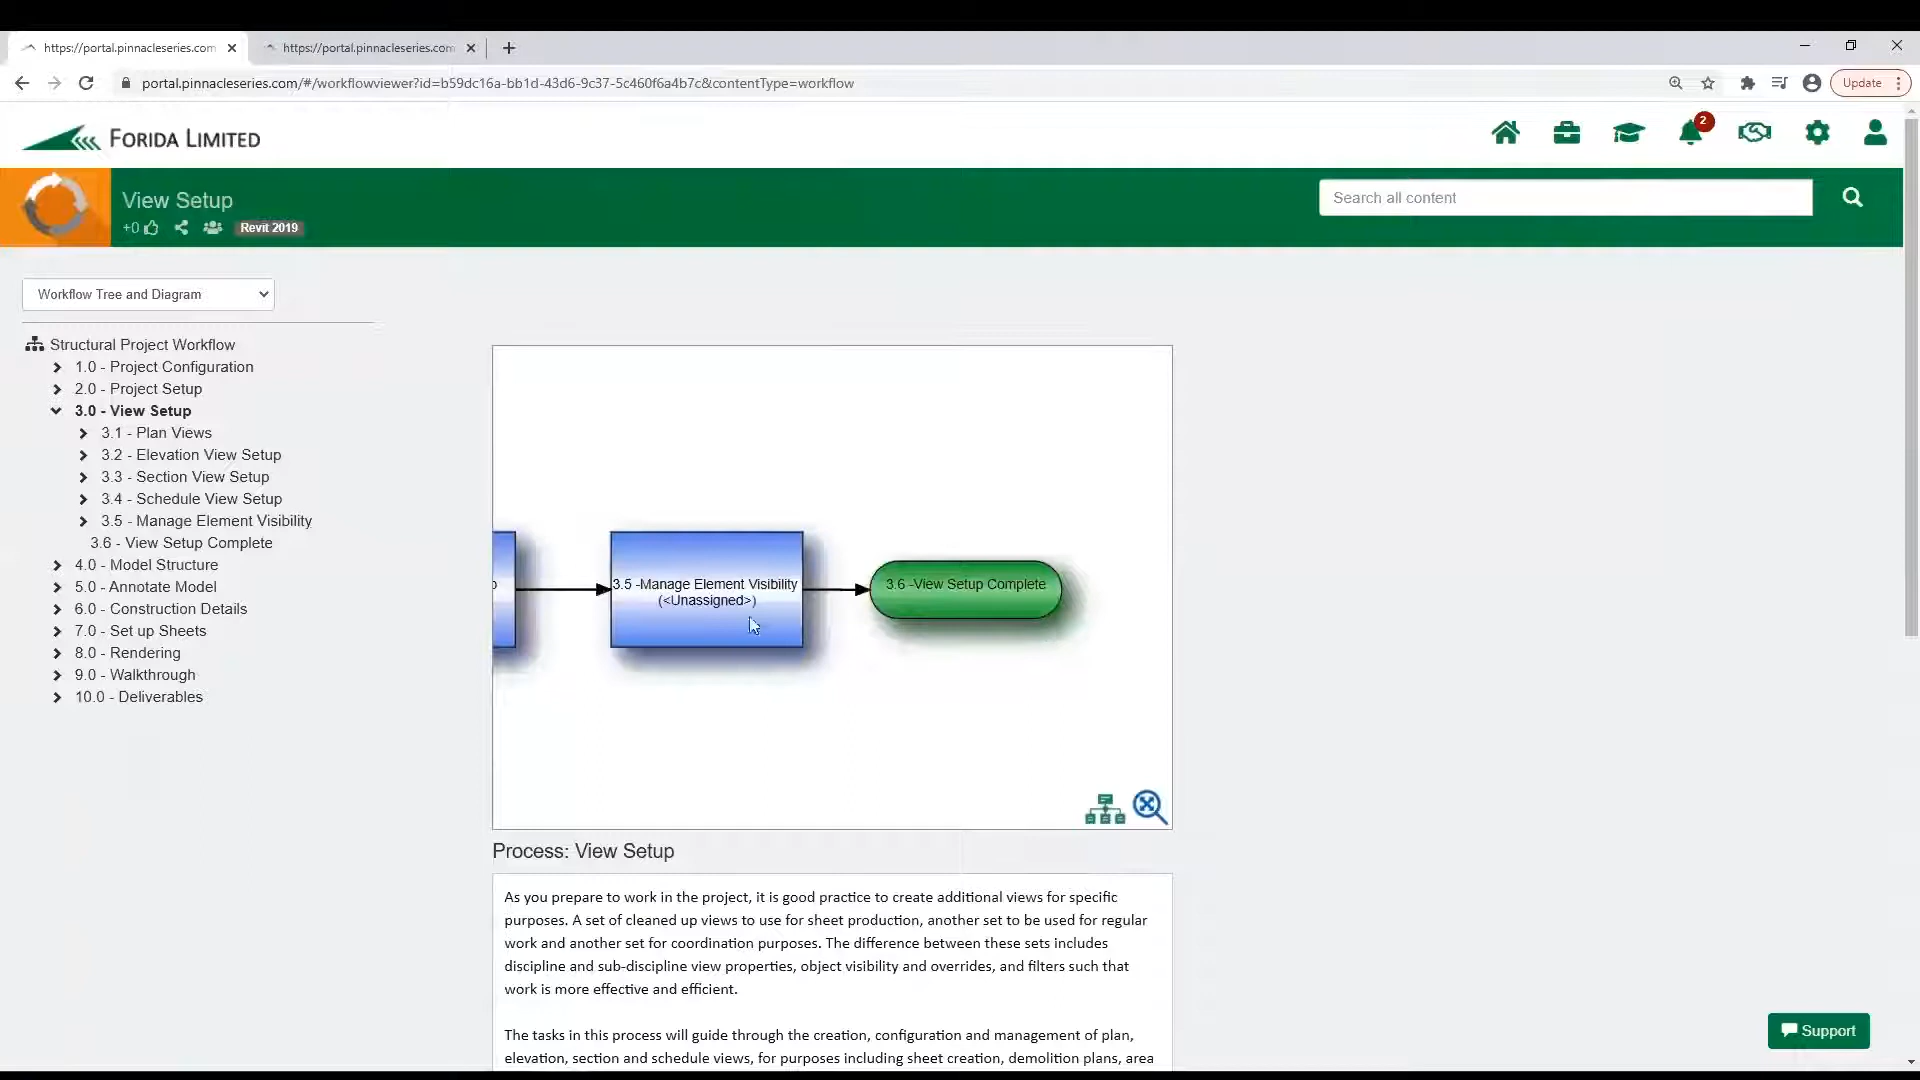 https://portal.pinnacleseries.com
https://portal.pinnacleseries.com
portal.pinnacleseries.com/#/workflowviewer?id=b59dc16a-bb1d-43d6-9c37-5c460f6a4b7c&contentType=workflow
Update
FORIDA LIMITED
2
View Setup
Search all content
+0
Revit 2019
Workflow Tree and Diagram
Structural Project Workflow
1.0 - Project Configuration
2.0 - Project Setup
3.0 - View Setup
3.1 - Plan Views
3.2 - Elevation View Setup
3.3 - Section View Setup
3.4 - Schedule View Setup
3.5 - Manage Element Visibility
3.6 - View Setup Complete
4.0 - Model Structure
5.0 - Annotate Model
6.0 - Construction Details
7.0 - Set up Sheets
8.0 - Rendering
9.0 - Walkthrough
10.0 - Deliverables
3.5 -Manage Element Visibility
(<Unassigned>)
3.6 -View Setup Complete
Process: View Setup
As you prepare to work in the project, it is good practice to create additional views for specific
purposes. A set of cleaned up views to use for sheet production, another set to be used for regular
work and another set for coordination purposes. The difference between these sets includes
discipline and sub-discipline view properties, object visibility and overrides, and filters such that
work is more effective and efficient.
The tasks in this process will guide through the creation, configuration and management of plan,
elevation, section and schedule views, for purposes including sheet creation, demolition plans, area
Support